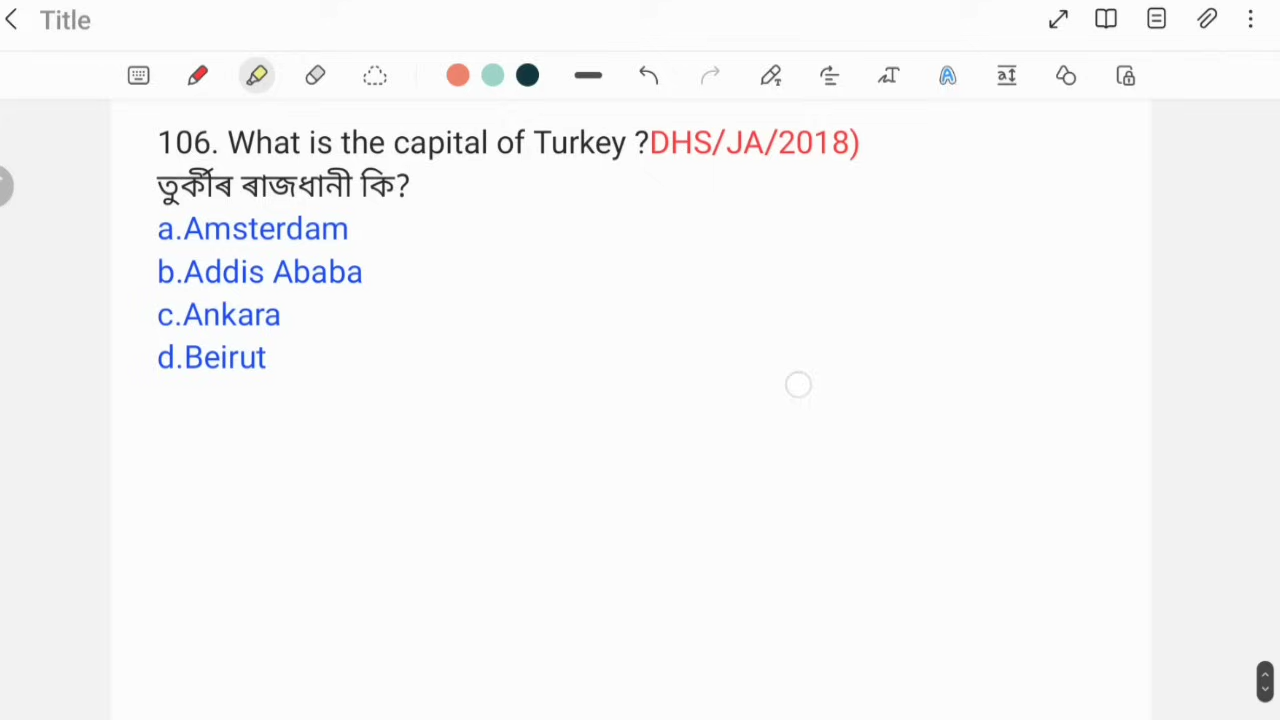 Title
106. What is the capital of Turkey ?DHS/JA/2018)
তুৰ্কীৰ ৰাজধানী কি?
a.Amsterdam
b.Addis Ababa
c.Ankara
d.Beirut